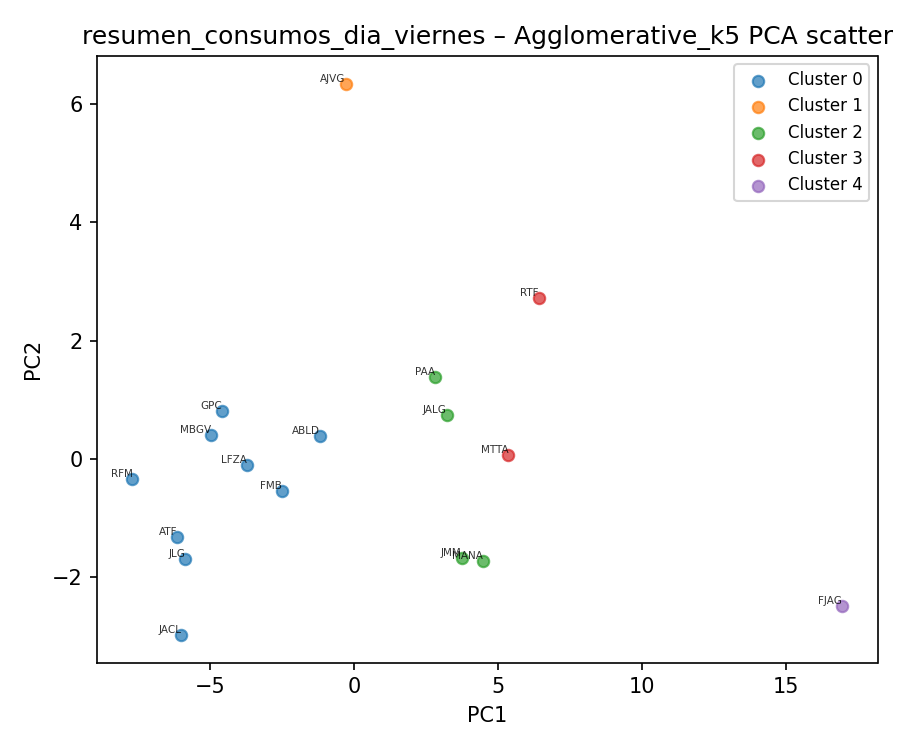 resumen_consumos_dia_viernes – Agglomerative_k5 PCA scatter
Cluster 0
Cluster 1
Cluster 2
Cluster 3
Cluster 4
AJVG
RTF
PAA
JALG
GPC
MBGV
ABLD
MTTA
LFZA
RFM
FMB
ATF
JLG
JMM
MANA
FJAG
JACL
6
4
2
0
−2
PC2
−5
0
5
10
15
PC1